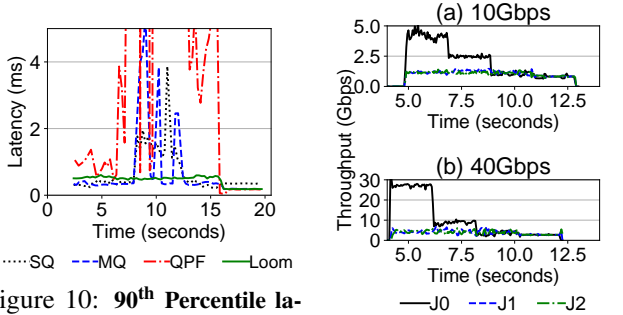 4
2
0
Latency (ms)
0 5 10 15 20
Time (seconds)
SQ MQ QPF Loom
igure 10: 90th Percentile la-
(a) 10Gbps
5.0
2.5
0.0
5.0 7.5 10.0 12.5
Time (seconds)
Throughput (Gbps)
(b) 40Gbps
30
20
10
0
5.0 7.5 10.0 12.5
Time (seconds)
J0 J1 J2